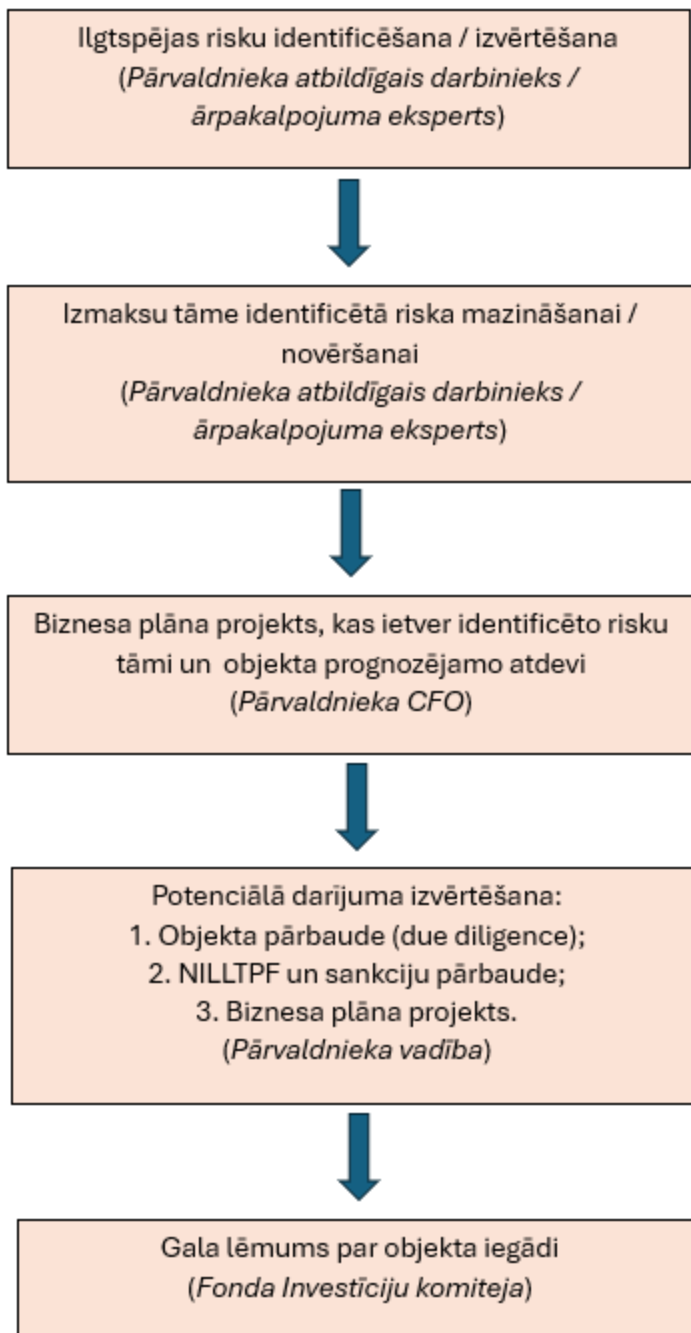 Ilgtspējas risku identificēšana / izvērtēšana
(Pārvaldnieka atbildīgais darbinieks /
ārpakalpojuma eksperts)
Izmaksu tāme identificētā riska mazināšanai /
novēršanai
(Pārvaldnieka atbildīgais darbinieks /
ārpakalpojuma eksperts)
Biznesa plāna projekts, kas ietver identificēto risku
tāmi un  objekta prognozējamo atdevi
(Pārvaldnieka CFO)
Potenciālā darījuma izvērtēšana:
1. Objekta pārbaude (due diligence);
2. NILLTPF un sankciju pārbaude;
3. Biznesa plāna projekts.
(Pārvaldnieka vadība)
Gala lēmums par objekta iegādi
(Fonda Investīciju komiteja)